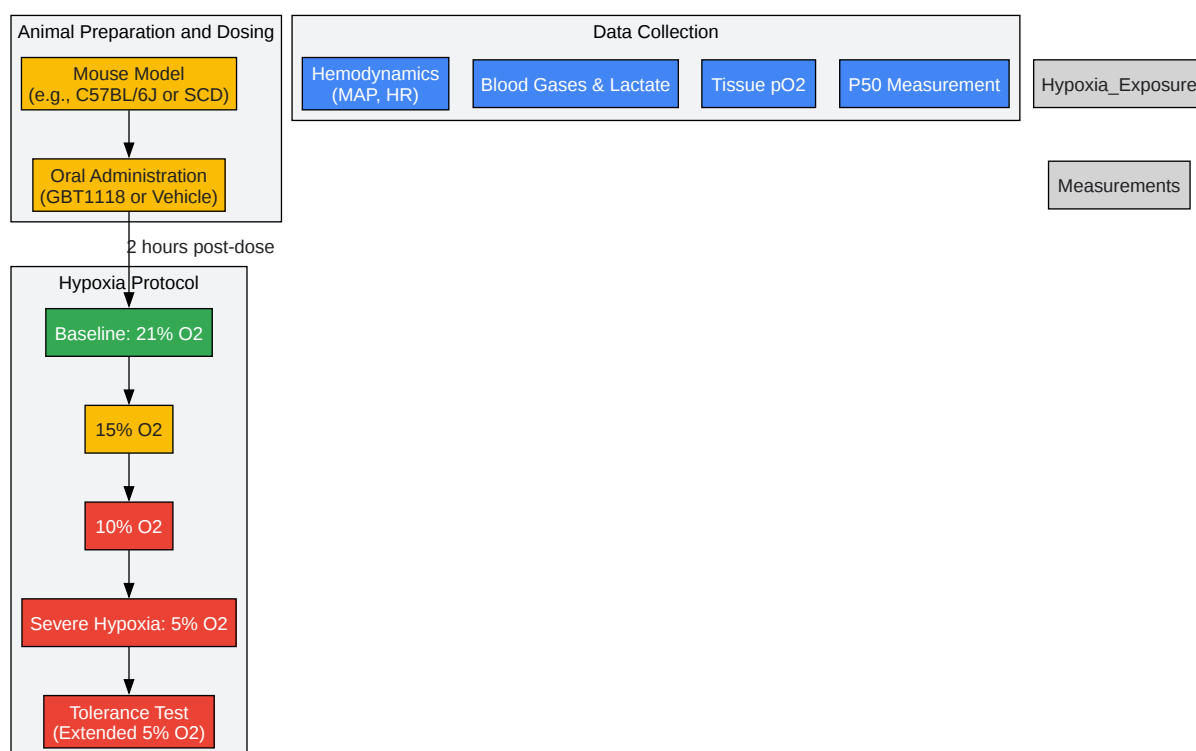 Animal Preparation and Dosing
Mouse Model
(e.g., C57BL/6J or SCD)
Oral Administration
(GBT1118 or Vehicle)
2 hours post-dose
Hypoxia Protocol
Baseline: 21% O2
15% O2
10% O2
Severe Hypoxia: 5% O2
Tolerance Test
(Extended 5% O2)
Data Collection
Hemodynamics
(MAP, HR)
Blood Gases & Lactate
Tissue pO2
P50 Measurement
Hypoxia_Exposure
Measurements